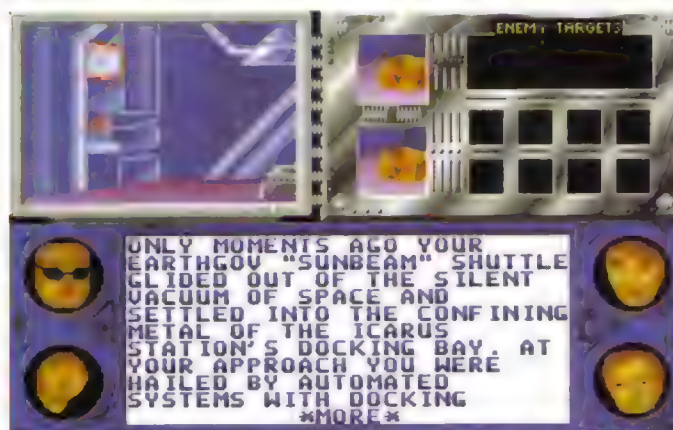 ENEMY TARGETS
ONLY MOMENTS AGO YOUR
EARTHGOV "SUNBEAM" SHUTTLE
GLIDED OUT OF THE SILENT
VACUUM OF SPACE AND
SETTLED INTO THE CONFINING
METAL OF THE ICARUS
STATION'S DOCKING BAY. AT
YOUR APPROACH YOU WERE
HAILED BY AUTOMATED
SYSTEMS WITH DOCKING
*MORE*